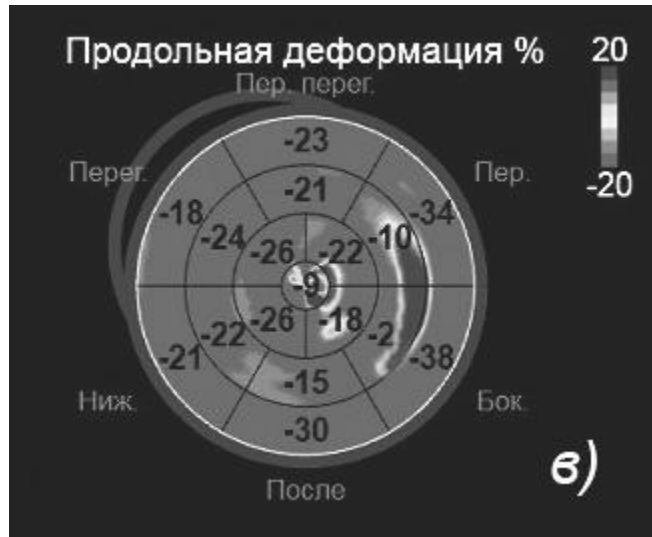 Продольная деформация %
20
Пер. перег.
-23
Перег.
Пер.
-20
-21
-18
-34
-24
-10
-26
-22
-9
-26
-18
-22
-2
-21
-38
-15
Ниж.
Бок.
-30
в)
После